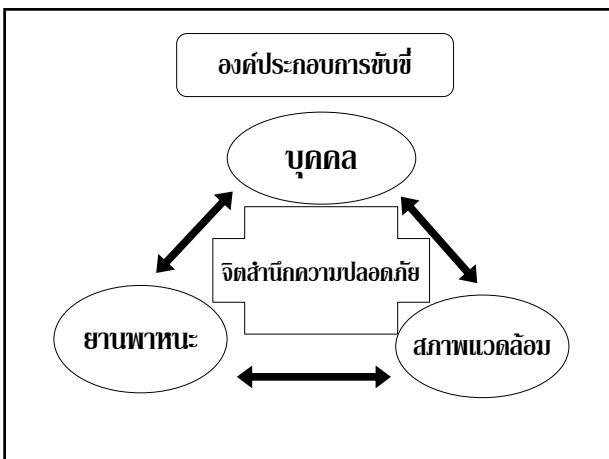 องค์ประกอบการขับขี่
บุคคล
จิตสำนึกความปลอดภัย
ยานพาหนะ
สภาพแวดล้อม